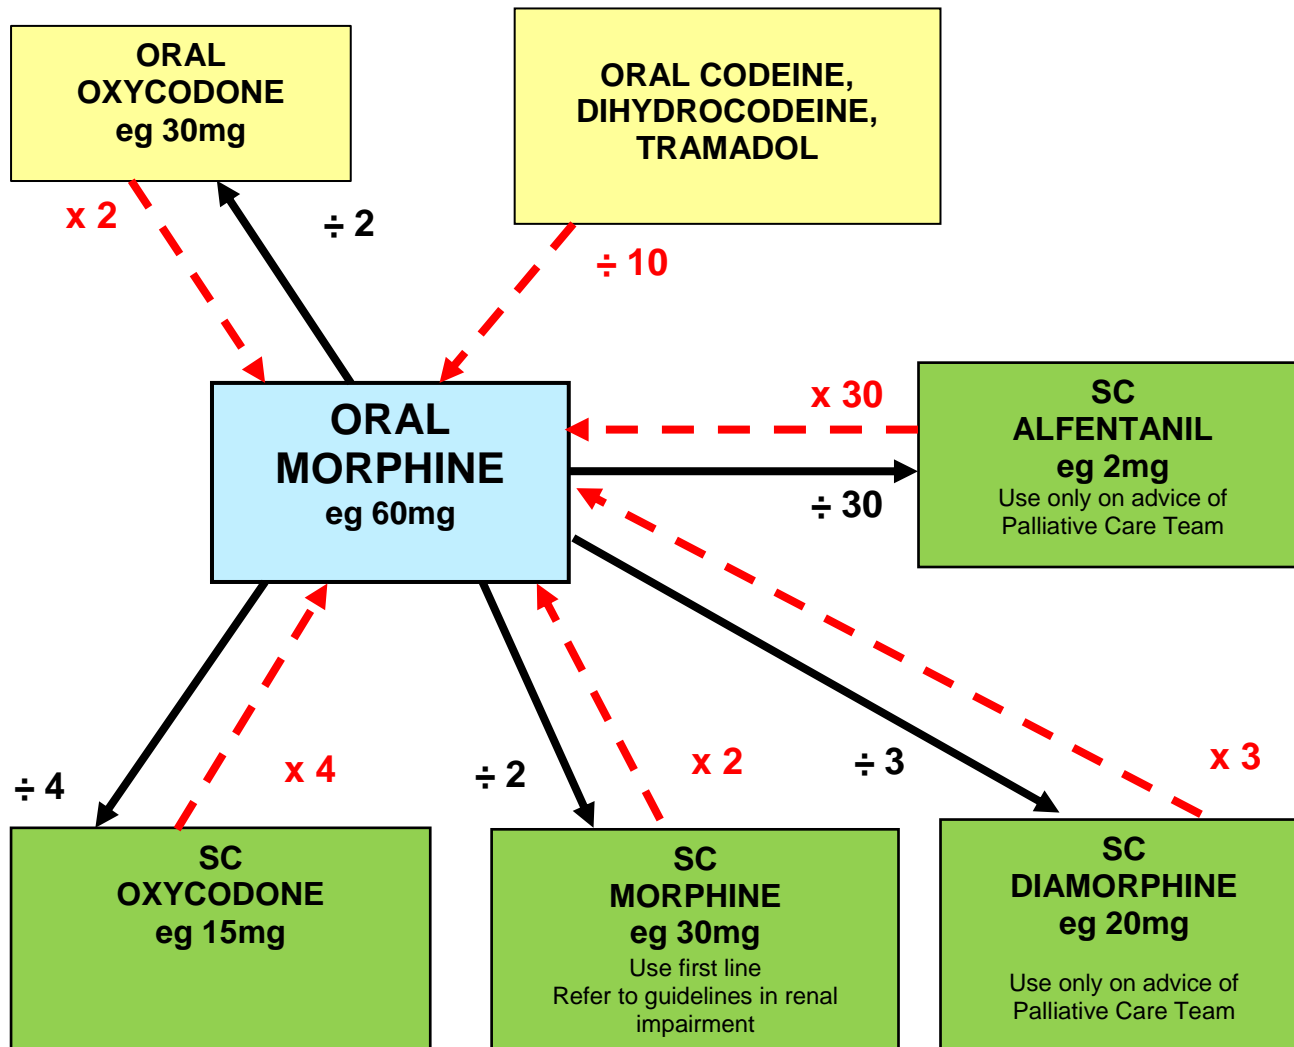 ORAL
OXYCODONE
eg 30mg
ORAL CODEINE,
DIHYDROCODEINE,
TRAMADOL
x 2
÷ 2
÷ 10
ORAL
MORPHINE
eg 60mg
x 30
÷ 30
SC
ALFENTANIL
eg 2mg
Use only on advice of
Palliative Care Team
÷ 4
x 4
÷ 2
x 2
÷ 3
x 3
SC
OXYCODONE
eg 15mg
SC
MORPHINE
eg 30mg
Use first line
Refer to guidelines in renal
impairment
SC
DIAMORPHINE
eg 20mg
Use only on advice of
Palliative Care Team